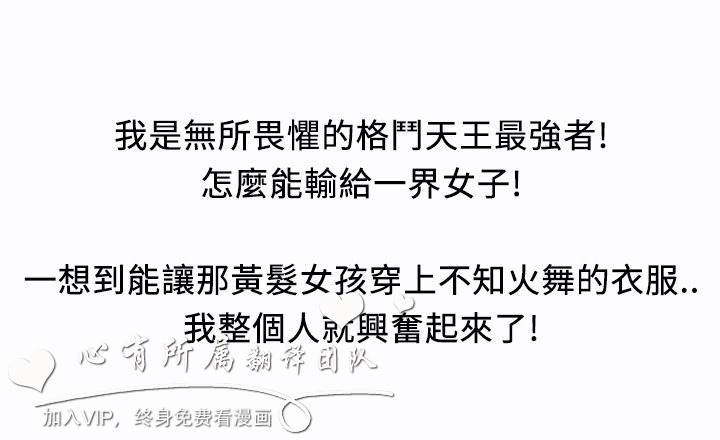 我是無所畏懼的格鬥天王最強者!
怎麼能輸給一界女子!
一想到能讓那黃髮女孩穿上不知火舞的衣服..
我整個人就興奮起來了!
心有所属翻译团队
加入VIP，终身免费看漫画